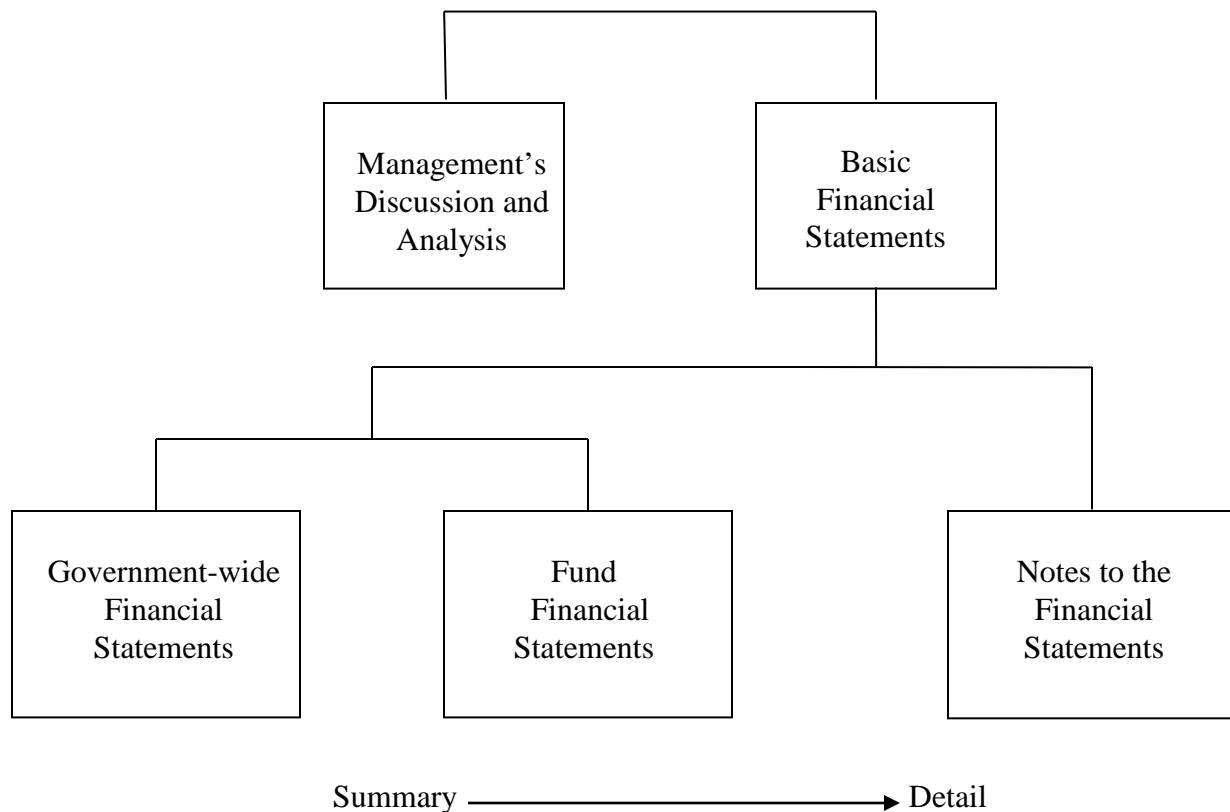 Management’s
Discussion and
Analysis
Basic
Financial
Statements
Government-wide
Financial
Statements
Fund
Financial
Statements
Notes to the
Financial
Statements
Summary
Detail